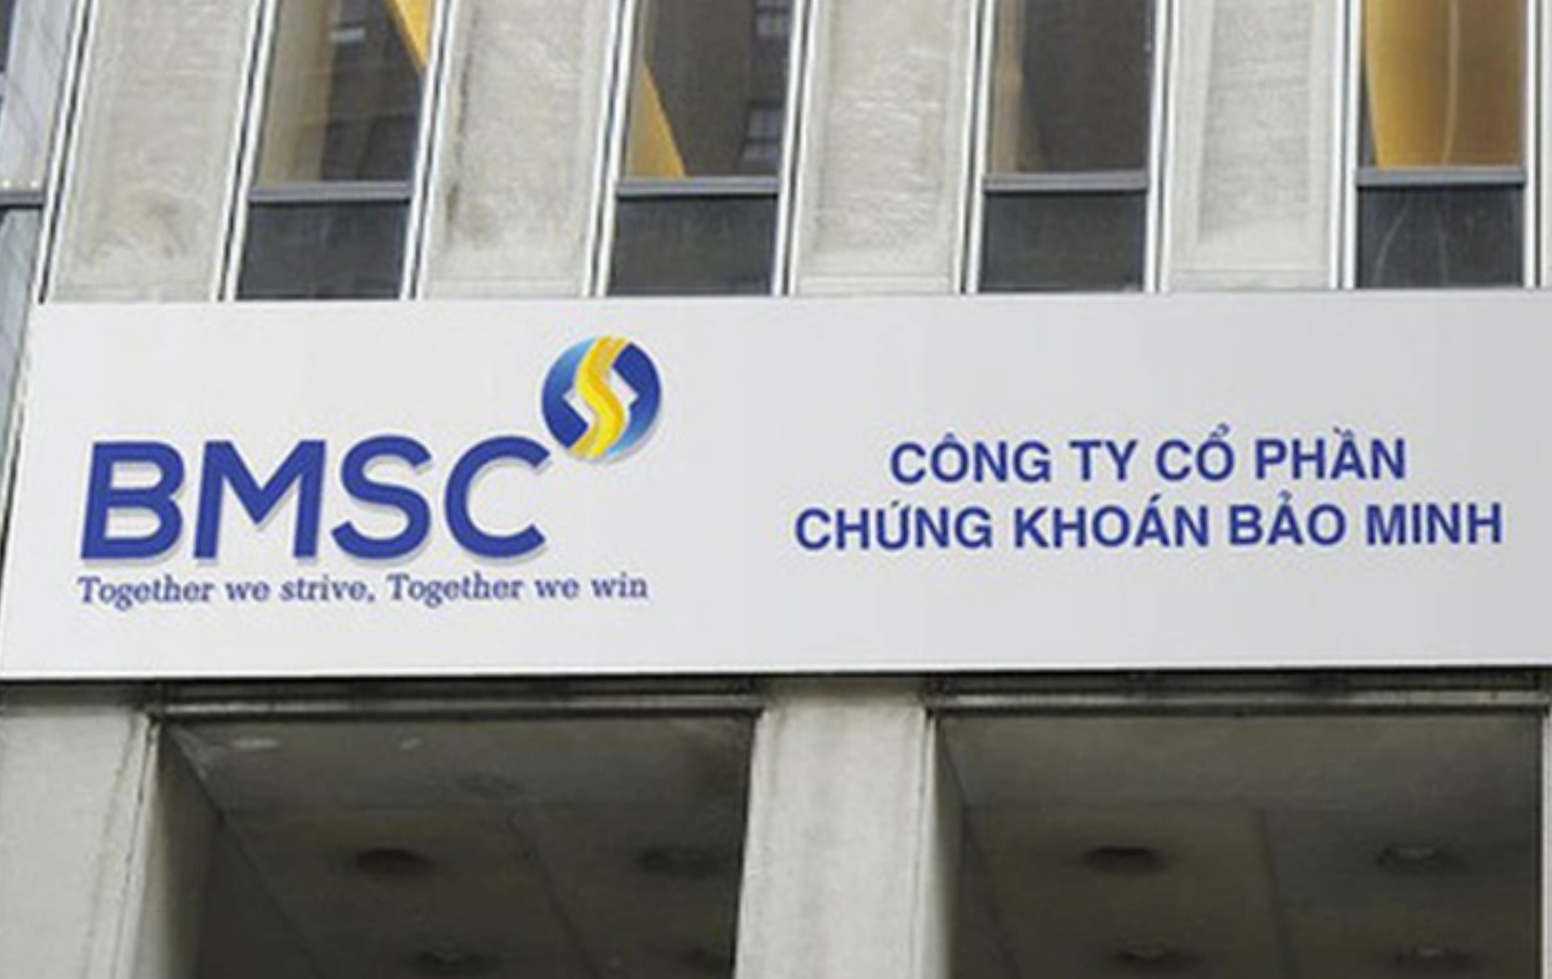 BMSC
Together we strive, Together we win
CÔNG TY CỔ PHẦN
CHỨNG KHOÁN BẢO MINH